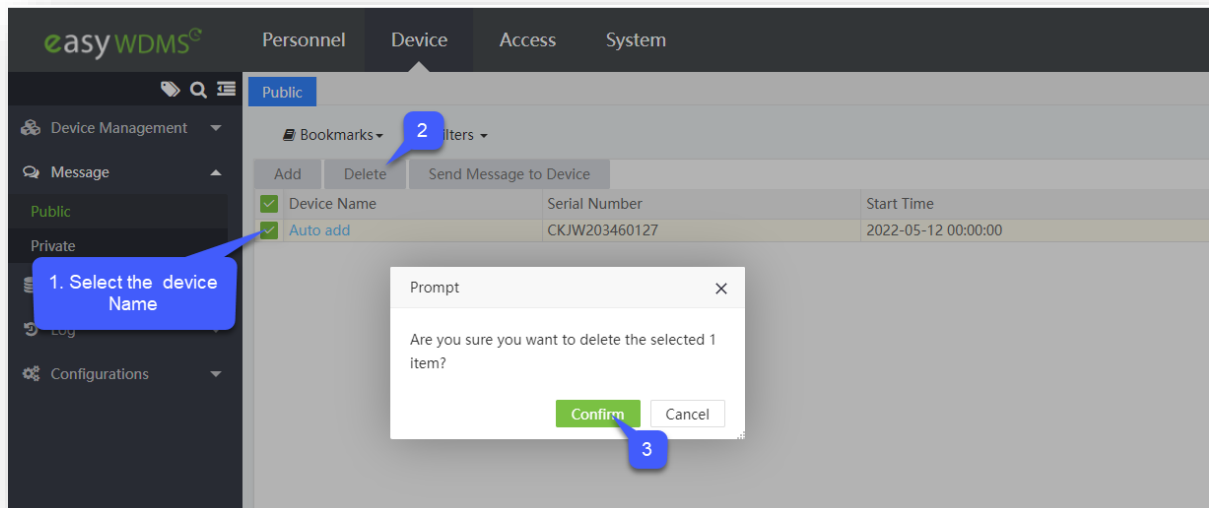 easy WDMS
Personnel Device Access System
Public
Device Management
Bookmarks 2 ilters
Message
Add Delete Send Message to Device
Device Name Serial Number Start Time
Public
Auto add CKJW203460127 2022-05-12 00:00:00
Private
1. Select the device
Name
Prompt
Are you sure you want to delete the selected 1
item?
Log
Configurations
Confirm Cancel
3